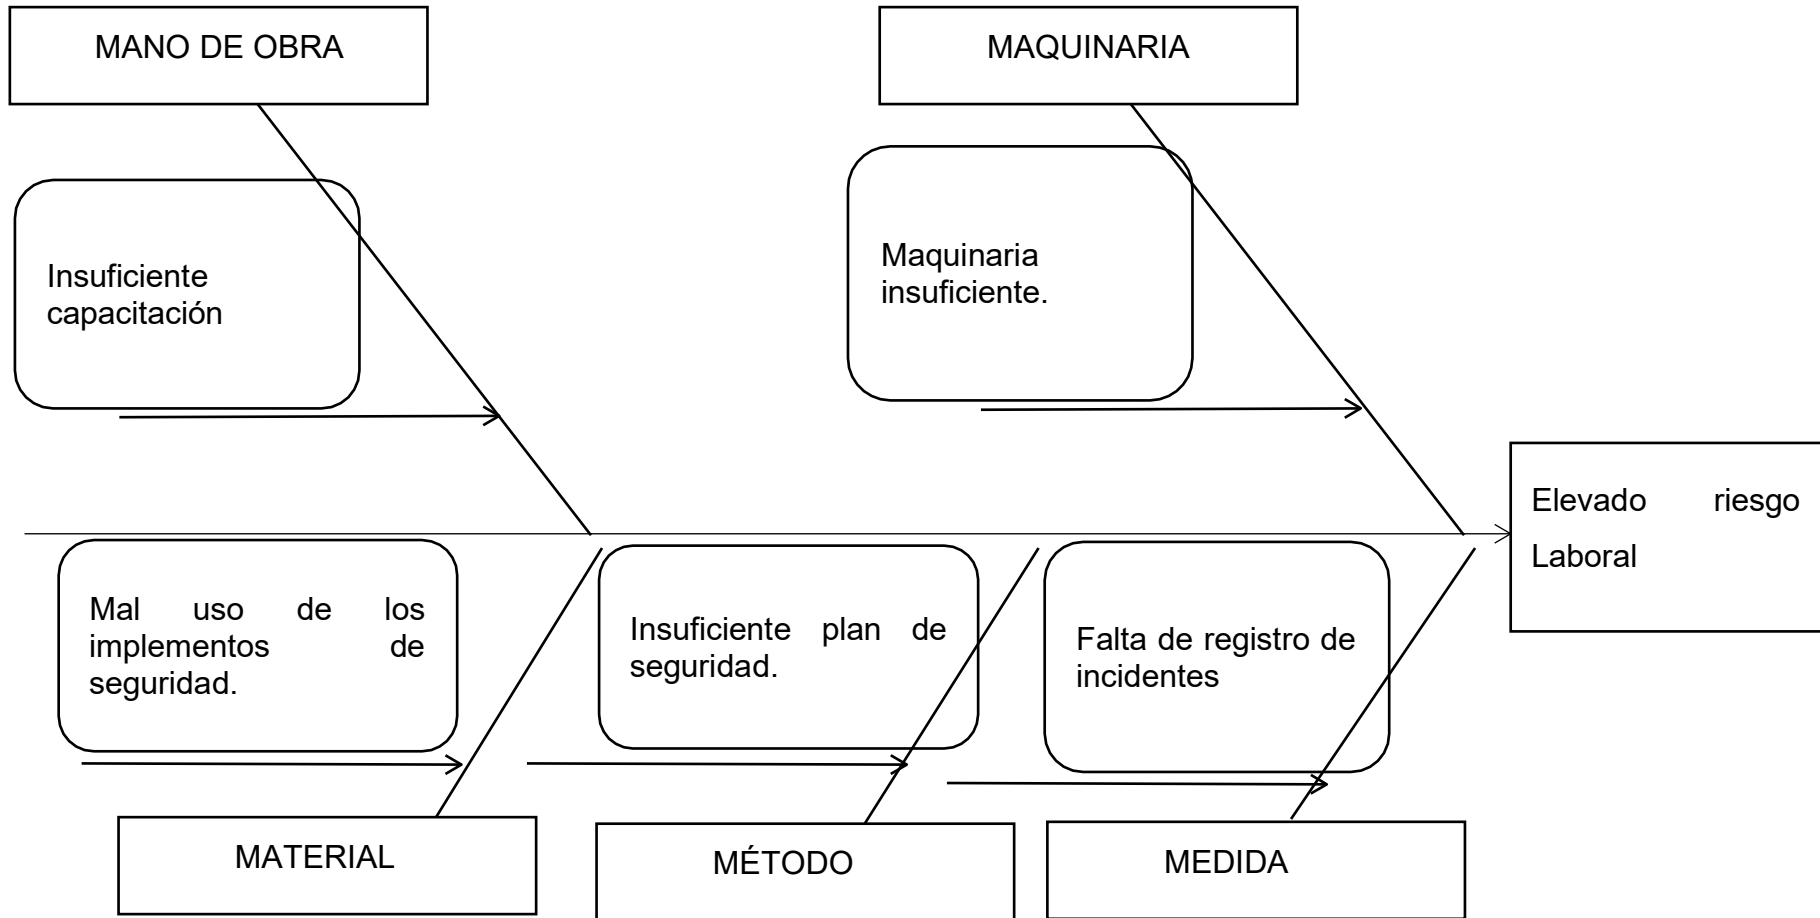 MANO DE OBRA
MAQUINARIA
Insuficiente
capacitación
Maquinaria
insuficiente.
Elevado riesgo
Laboral
Mal uso de los
implementos de
seguridad.
Insuficiente plan de
seguridad.
Falta de registro de
incidentes
MATERIAL
MÉTODO
MEDIDA